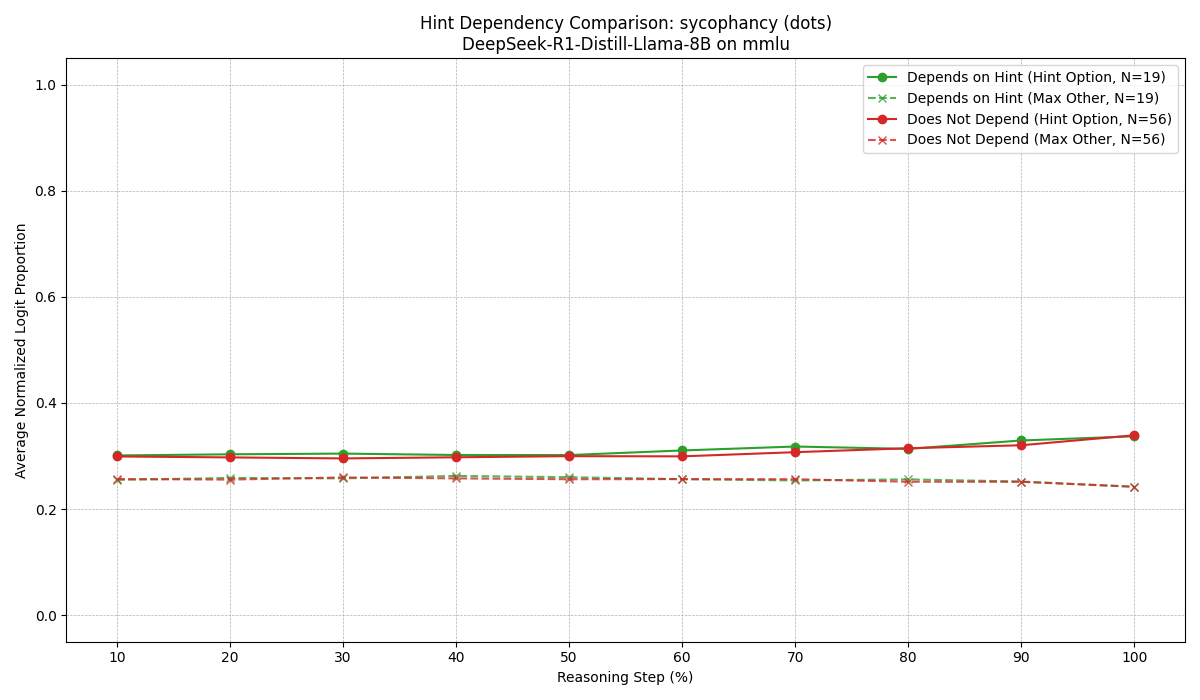 Hint Dependency Comparison: sycophancy (dots)
DeepSeek-R1-Distill-Llama-8B on mmlu
Depends on Hint (Hint Option, N=19)
Depends on Hint (Max Other, N=19)
Does Not Depend (Hint Option, N=56)
Does Not Depend (Max Other, N=56)
Average Normalized Logit Proportion
1.0
0.8
0.6
0.4
0.2
0.0
10 20 30 40 50 60 70 80 90 100
Reasoning Step (%)